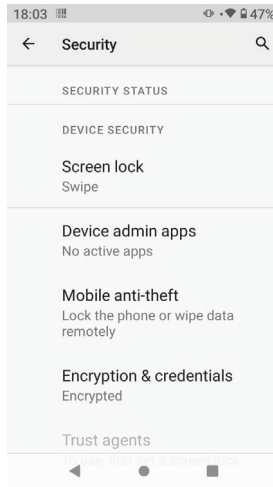 18:03 47%
Security
SECURITY STATUS
DEVICE SECURITY
Screen lock
Swipe
Device admin apps
No active apps
Mobile anti-theft
Lock the phone or wipe data
remotely
Encryption & credentials
Encrypted
Trust agents
To use, first set a screen lock